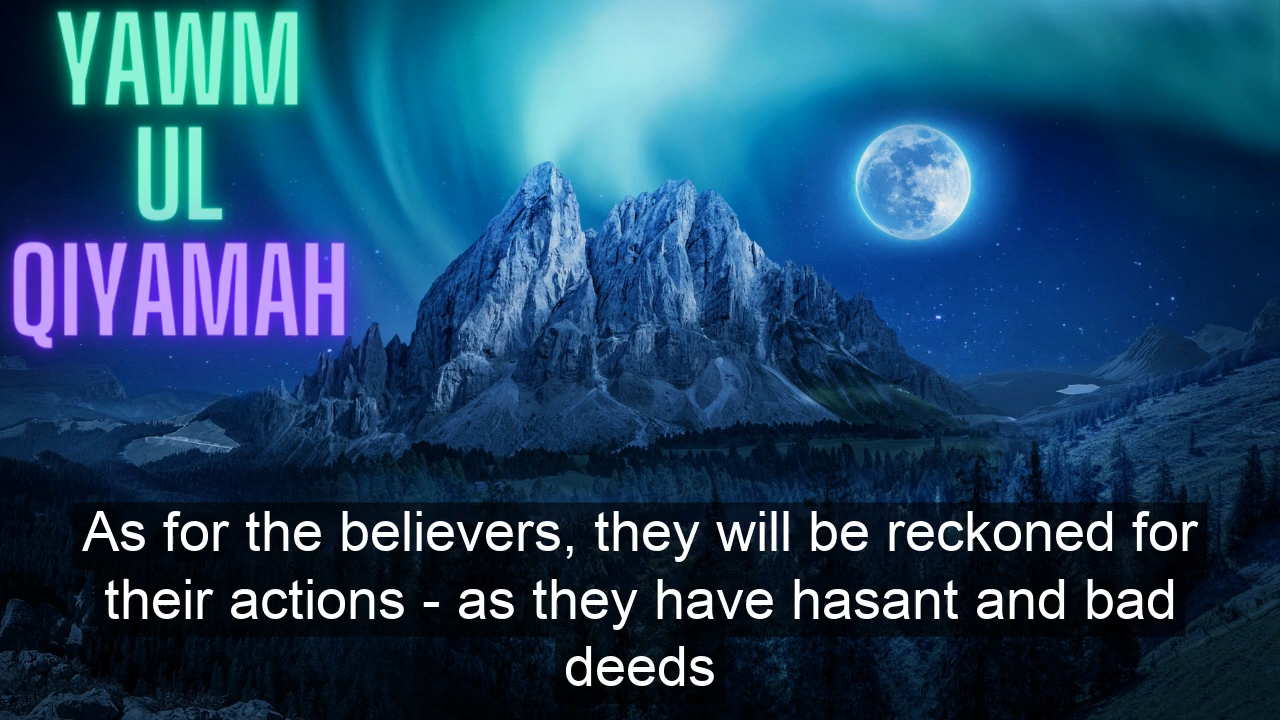 YAWM
UL
QIYAMAH
As for the believers, they will be reckoned for
their actions - as they have hasant and bad
deeds